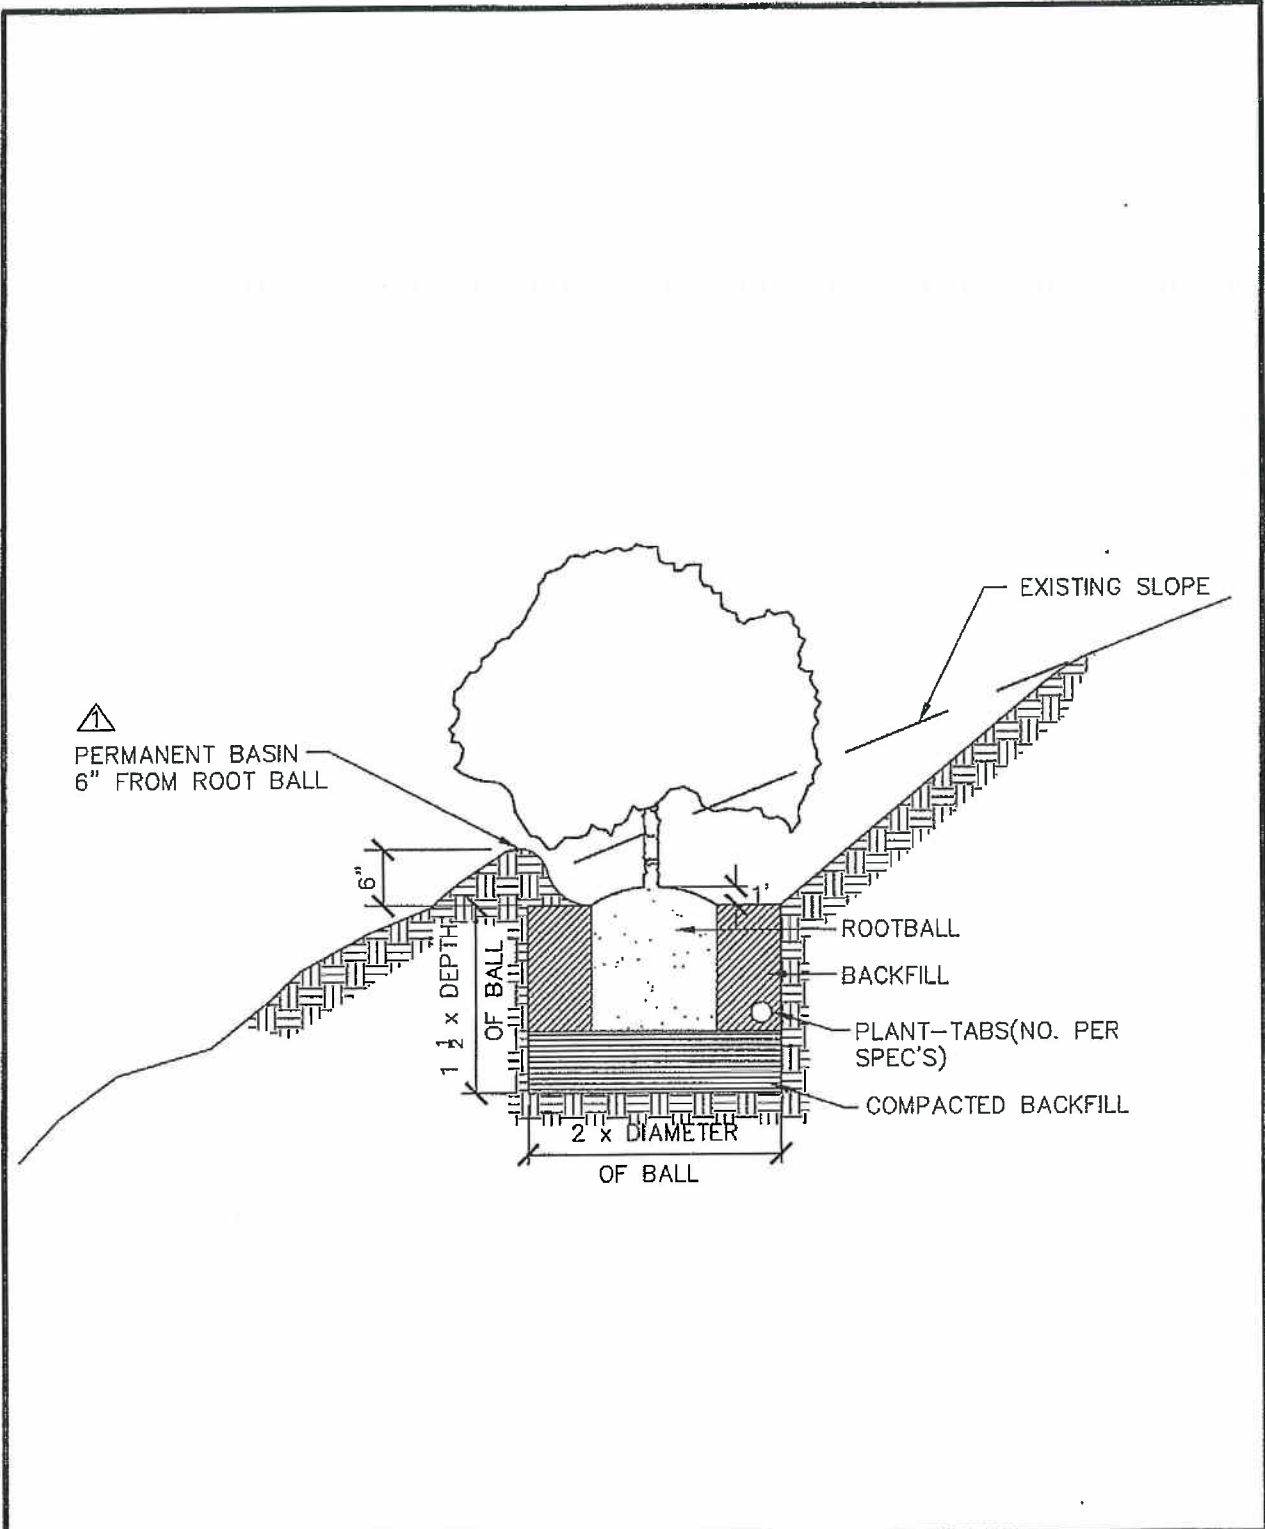 EXISTING SLOPE
1
PERMANENT BASIN
6" FROM ROOT BALL
6"
1'
ROOTBALL
BACKFILL
1 1/2 x DEPTH
OF BALL
PLANT-TABS(NO. PER
SPEC'S)
COMPACTED BACKFILL
2 x DIAMETER
OF BALL